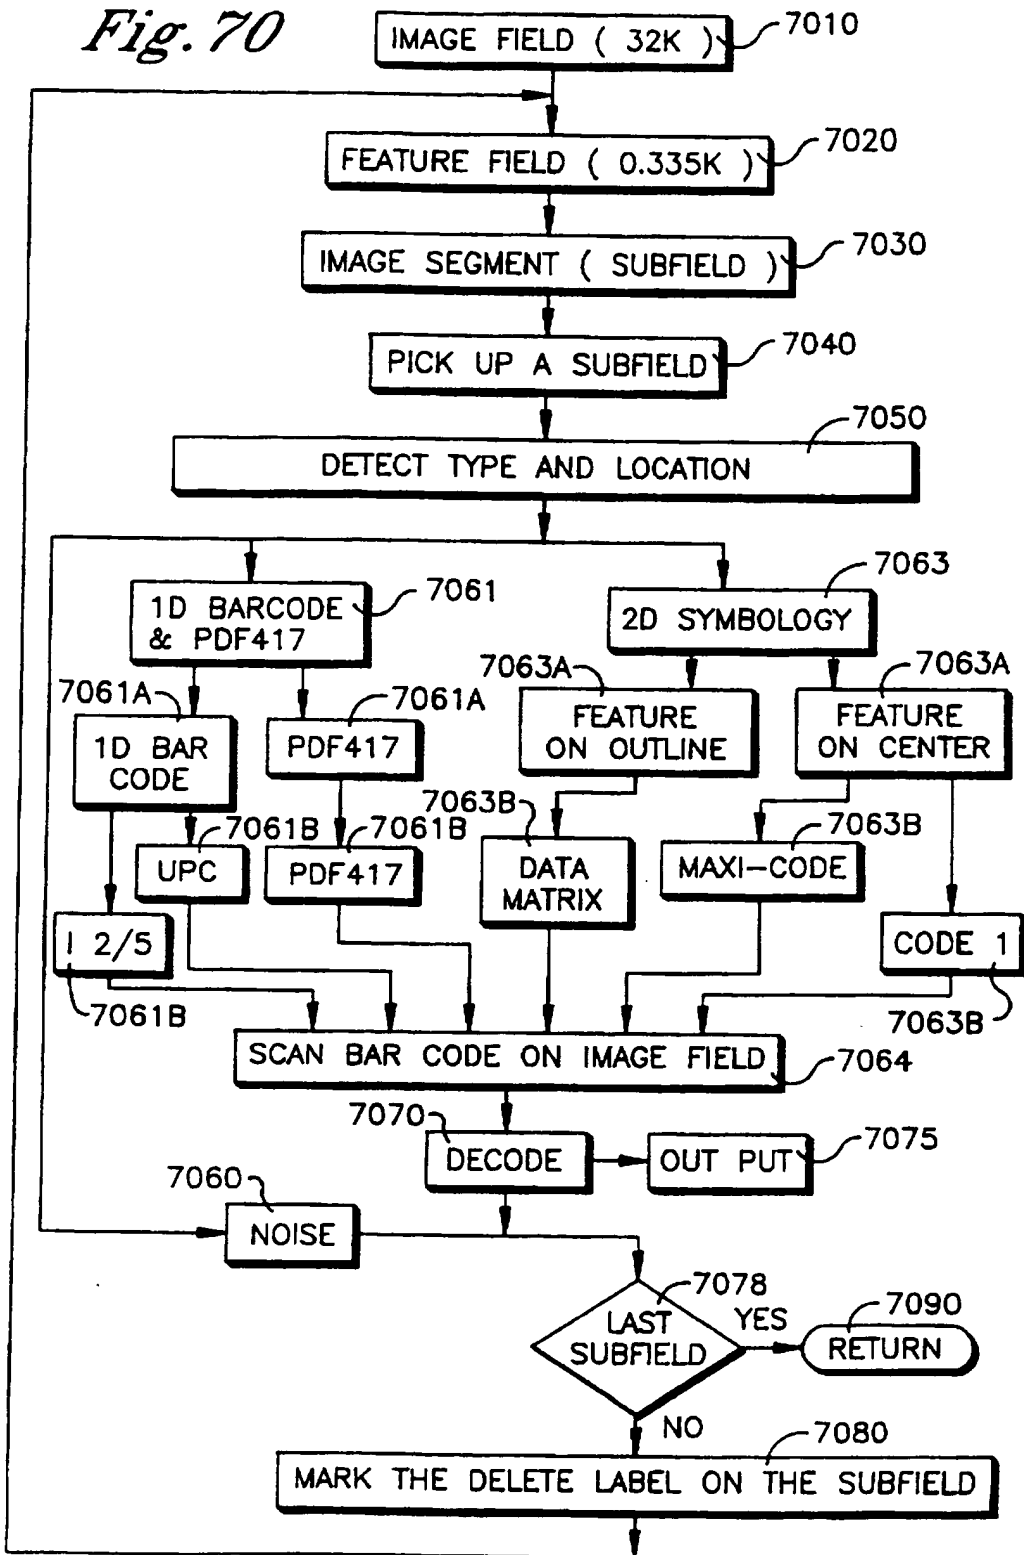 Fig. 70
IMAGE FIELD ( 32K )
7010
FEATURE FIELD ( 0.335K )
7020
IMAGE SEGMENT ( SUBFIELD )
7030
PICK UP A SUBFIELD
7040
7050
DETECT TYPE AND LOCATION
7061
1D BARCODE
& PDF417
7063
2D SYMBOLOGY
7061A
1D BAR
CODE
7061A
PDF417
7063A
FEATURE
ON OUTLINE
7063A
FEATURE
ON CENTER
7061B
UPC
7061B
PDF417
7063B
DATA
MATRIX
7063B
MAXI-CODE
I 2/5
7061B
CODE 1
7063B
SCAN BAR CODE ON IMAGE FIELD
7064
7070
DECODE
OUT PUT
7075
7060
NOISE
7078
LAST
SUBFIELD
YES
7090
RETURN
NO
7080
MARK THE DELETE LABEL ON THE SUBFIELD